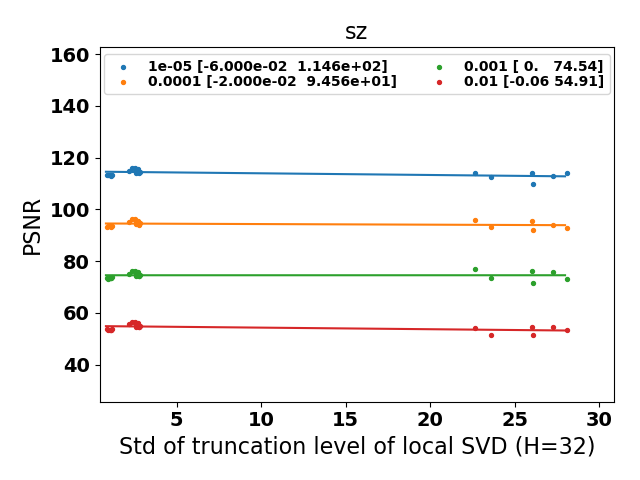 sz
1e-05 [-6.000e-02  1.146e+02]
0.0001 [-2.000e-02  9.456e+01]
0.001 [ 0.   74.54]
0.01 [-0.06 54.91]
160
140
120
100
80
60
40
PSNR
5 10 15 20 25 30
Std of truncation level of local SVD (H=32)